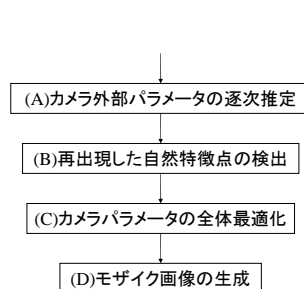 (A)カメラ外部パラメータの逐次推定
(B)再出現した自然特徴点の検出
(C)カメラパラメータの全体最適化
(D)モザイク画像の生成